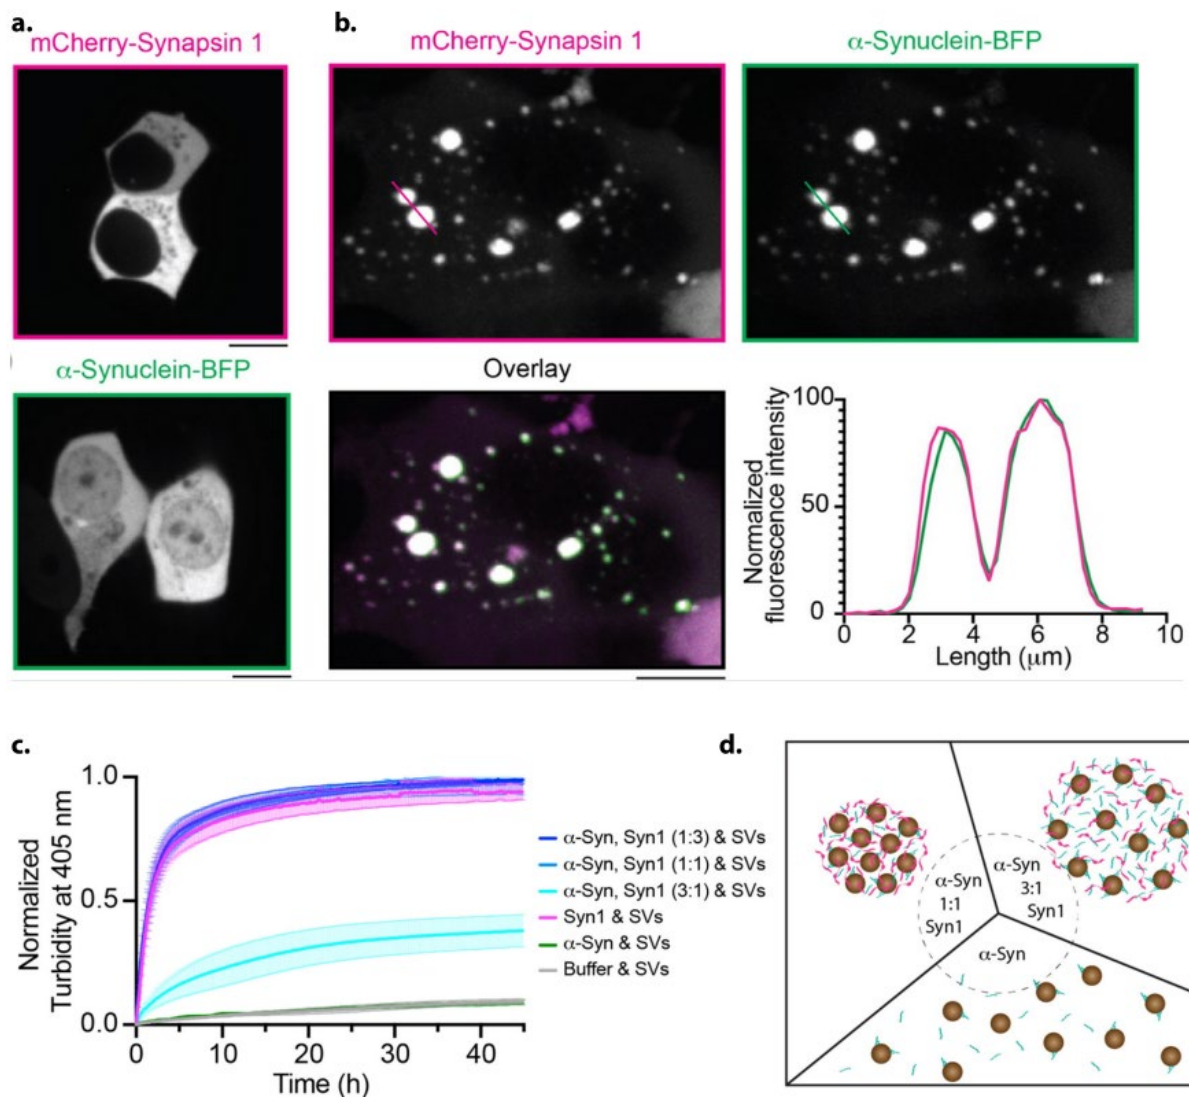 a.
mCherry-Synapsin 1
α-Synuclein-BFP
b.
mCherry-Synapsin 1
α-Synuclein-BFP
Overlay
Normalized
fluorescence intensity
100
50
0
0 2 4 6 8 10
Length (μm)
c.
Normalized
Turbidity at 405 nm
1.0
0.5
0.0
0 10 20 30 40
Time (h)
α-Syn, Syn1 (1:3) & SVs
α-Syn, Syn1 (1:1) & SVs
α-Syn, Syn1 (3:1) & SVs
Syn1 & SVs
α-Syn & SVs
Buffer & SVs
d.
α-Syn
1:1
Syn1
α-Syn
3:1
Syn1
α-Syn